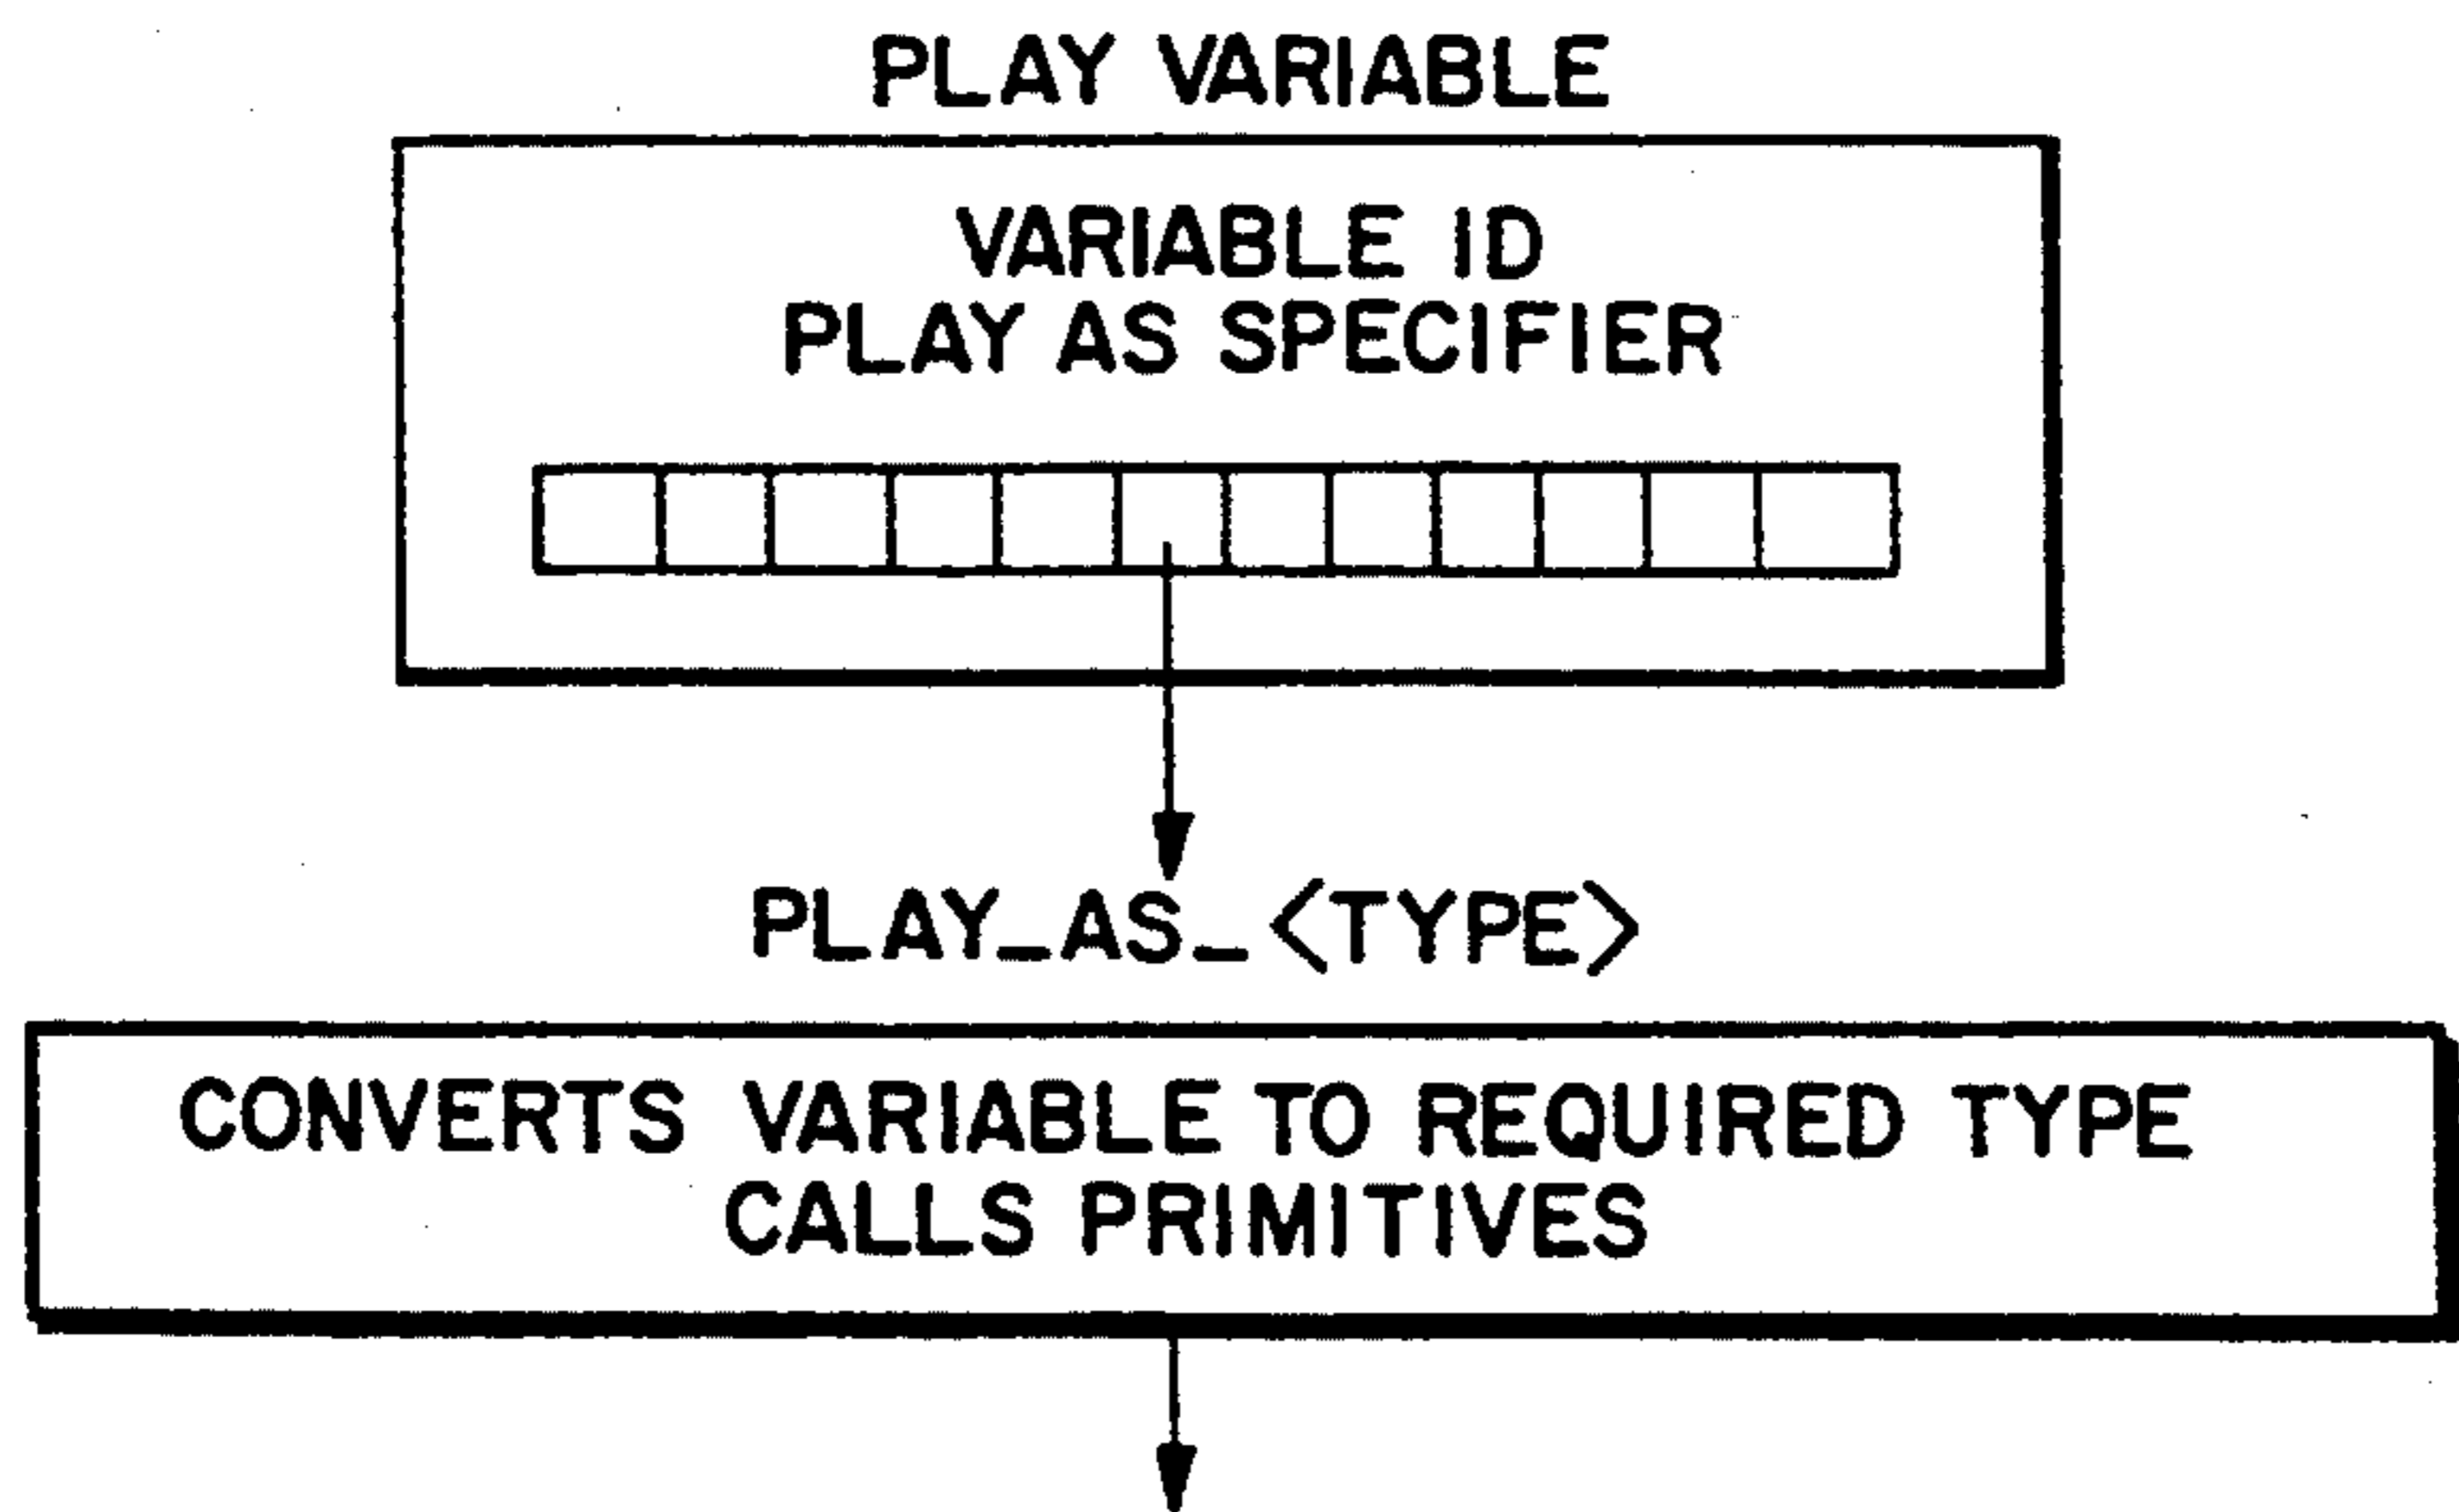 PLAY VARIABLE
VARIABLE ID
PLAY AS SPECIFIER
PLAY_AS_<TYPE>
CONVERTS VARIABLE TO REQUIRED TYPE
CALLS PRIMITIVES